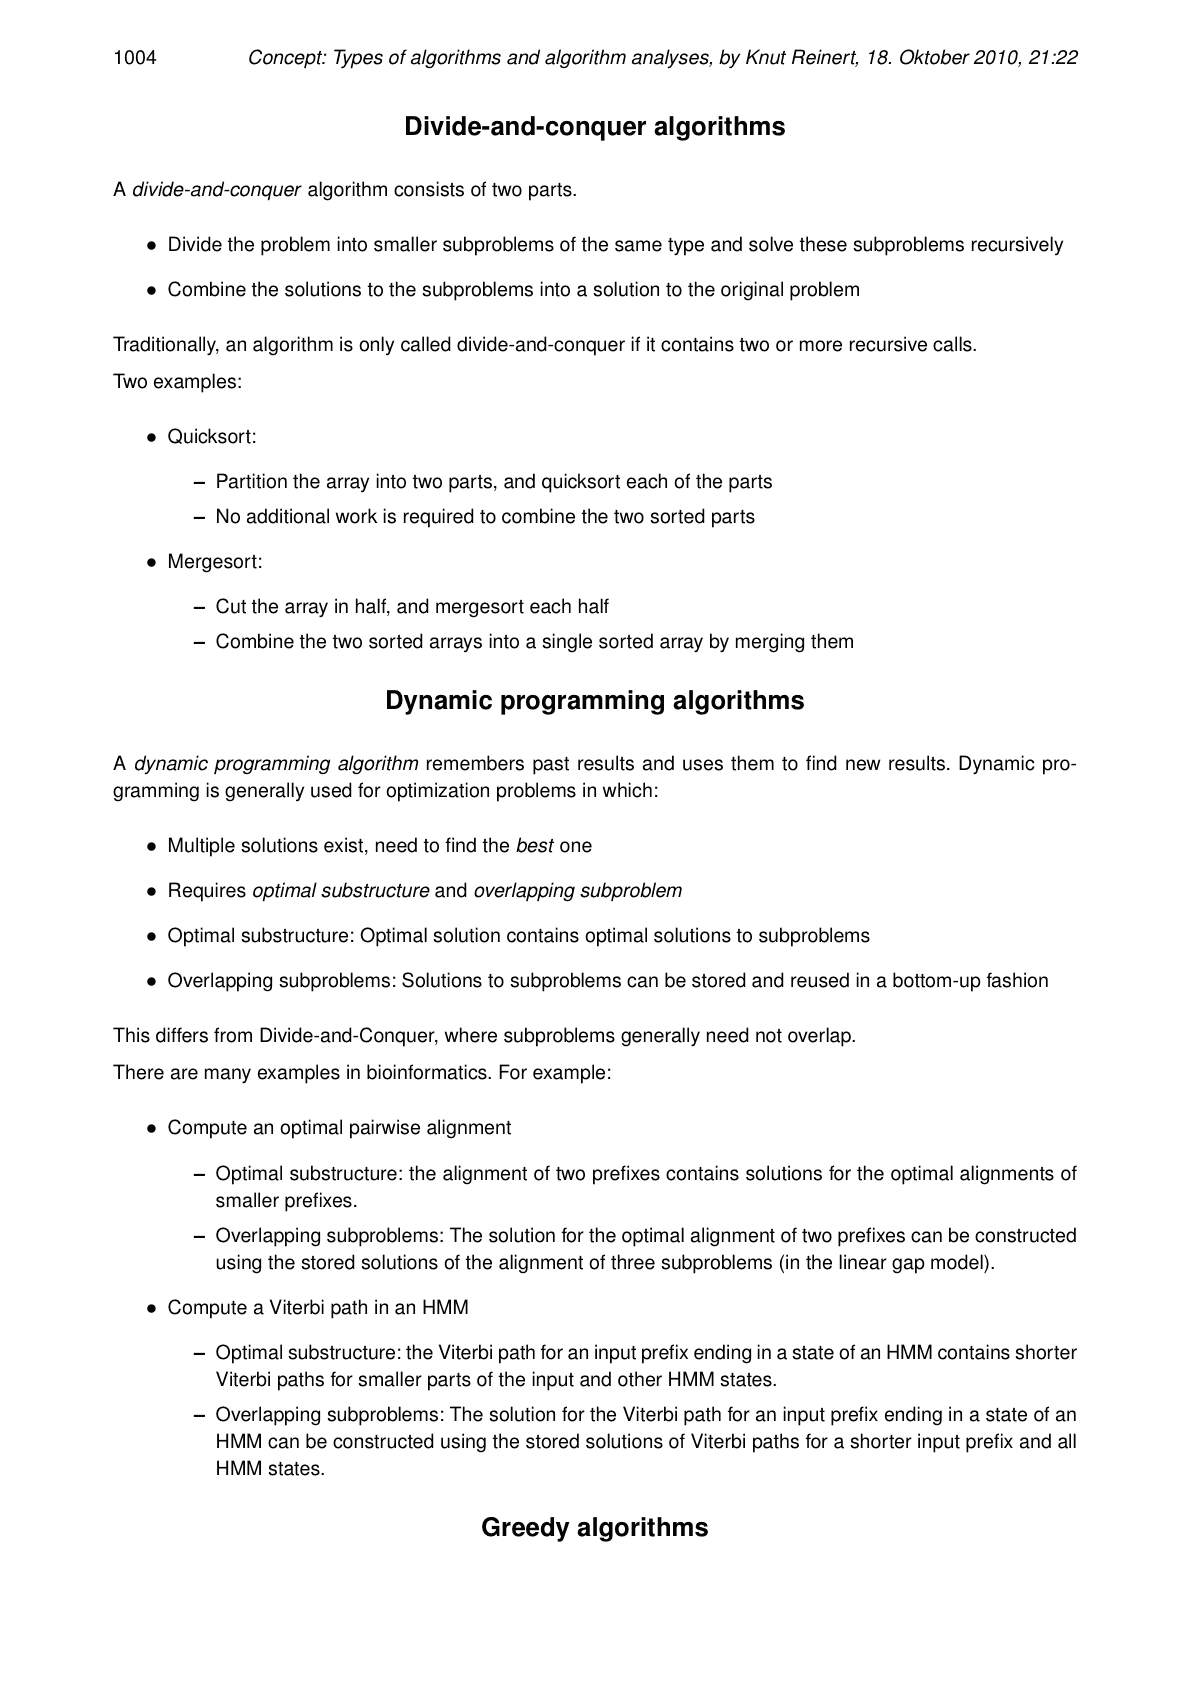 1004 Concept: Types of algorithms and algorithm analyses, by Knut Reinert, 18. Oktober 2010, 21:22
Divide-and-conquer algorithms
A divide-and-conquer algorithm consists of two parts.
• Divide the problem into smaller subproblems of the same type and solve these subproblems recursively
• Combine the solutions to the subproblems into a solution to the original problem
Traditionally, an algorithm is only called divide-and-conquer if it contains two or more recursive calls.
Two examples:
• Quicksort:
– Partition the array into two parts, and quicksort each of the parts
– No additional work is required to combine the two sorted parts
• Mergesort:
– Cut the array in half, and mergesort each half
– Combine the two sorted arrays into a single sorted array by merging them
Dynamic programming algorithms
A dynamic programming algorithm remembers past results and uses them to find new results. Dynamic pro-
gramming is generally used for optimization problems in which:
• Multiple solutions exist, need to find the best one
• Requires optimal substructure and overlapping subproblem
• Optimal substructure: Optimal solution contains optimal solutions to subproblems
• Overlapping subproblems: Solutions to subproblems can be stored and reused in a bottom-up fashion
This differs from Divide-and-Conquer, where subproblems generally need not overlap.
There are many examples in bioinformatics. For example:
• Compute an optimal pairwise alignment
– Optimal substructure: the alignment of two prefixes contains solutions for the optimal alignments of
smaller prefixes.
– Overlapping subproblems: The solution for the optimal alignment of two prefixes can be constructed
using the stored solutions of the alignment of three subproblems (in the linear gap model).
• Compute a Viterbi path in an HMM
– Optimal substructure: the Viterbi path for an input prefix ending in a state of an HMM contains shorter
Viterbi paths for smaller parts of the input and other HMM states.
– Overlapping subproblems: The solution for the Viterbi path for an input prefix ending in a state of an
HMM can be constructed using the stored solutions of Viterbi paths for a shorter input prefix and all
HMM states.
Greedy algorithms